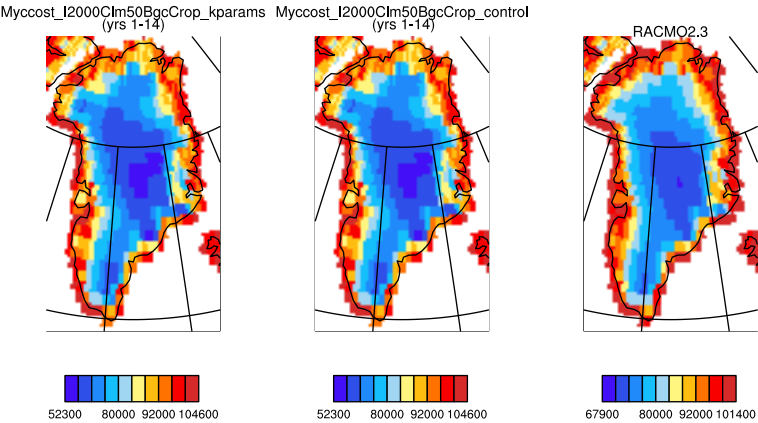 Myccost_I2000Clm50BgcCrop_kparams
(yrs 1-14)
Myccost_I2000Clm50BgcCrop_control
(yrs 1-14)
RACMO2.3
52300 80000 92000 104600
52300 80000 92000 104600
67900 80000 92000 101400